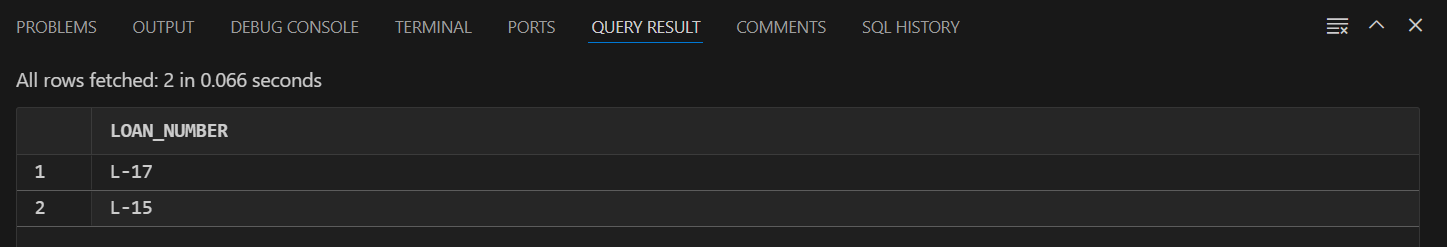 PROBLEMS OUTPUT DEBUG CONSOLE TERMINAL PORTS QUERY RESULT COMMENTS SQL HISTORY
All rows fetched: 2 in 0.066 seconds
LOAN_NUMBER
1 L-17
2 L-15